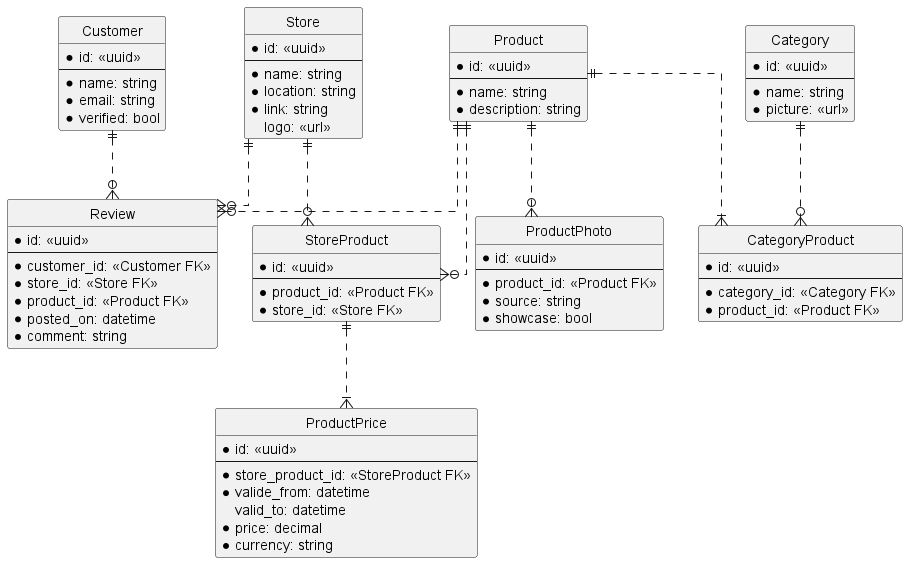 Customer
id: «uuid»
name: string
email: string
verified: bool
Store
id: «uuid»
name: string
location: string
link: string
logo: «url»
Product
id: «uuid»
name: string
description: string
Category
id: «uuid»
name: string
picture: «url»
Review
id: «uuid»
customer_id: «Customer FK»
store_id: «Store FK»
product_id: «Product FK»
posted_on: datetime
comment: string
StoreProduct
id: «uuid»
product_id: «Product FK»
store_id: «Store FK»
ProductPhoto
id: «uuid»
product_id: «Product FK»
source: string
showcase: bool
CategoryProduct
id: «uuid»
category_id: «Category FK»
product_id: «Product FK»
ProductPrice
id: «uuid»
store_product_id: «StoreProduct FK»
valide_from: datetime
valid_to: datetime
price: decimal
currency: string